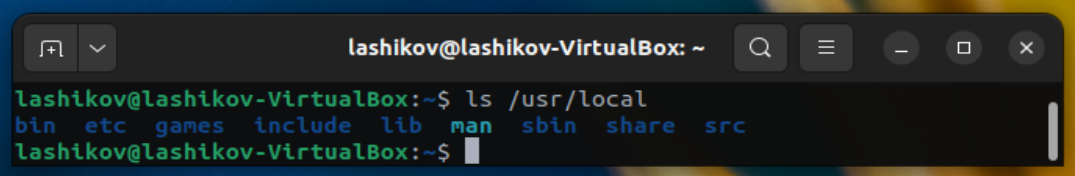 lashikov@lashikov-VirtualBox: ~
lashikov@lashikov-VirtualBox:~$ ls /usr/local
bin  etc  games  include  lib  man  sbin  share  src
lashikov@lashikov-VirtualBox:~$